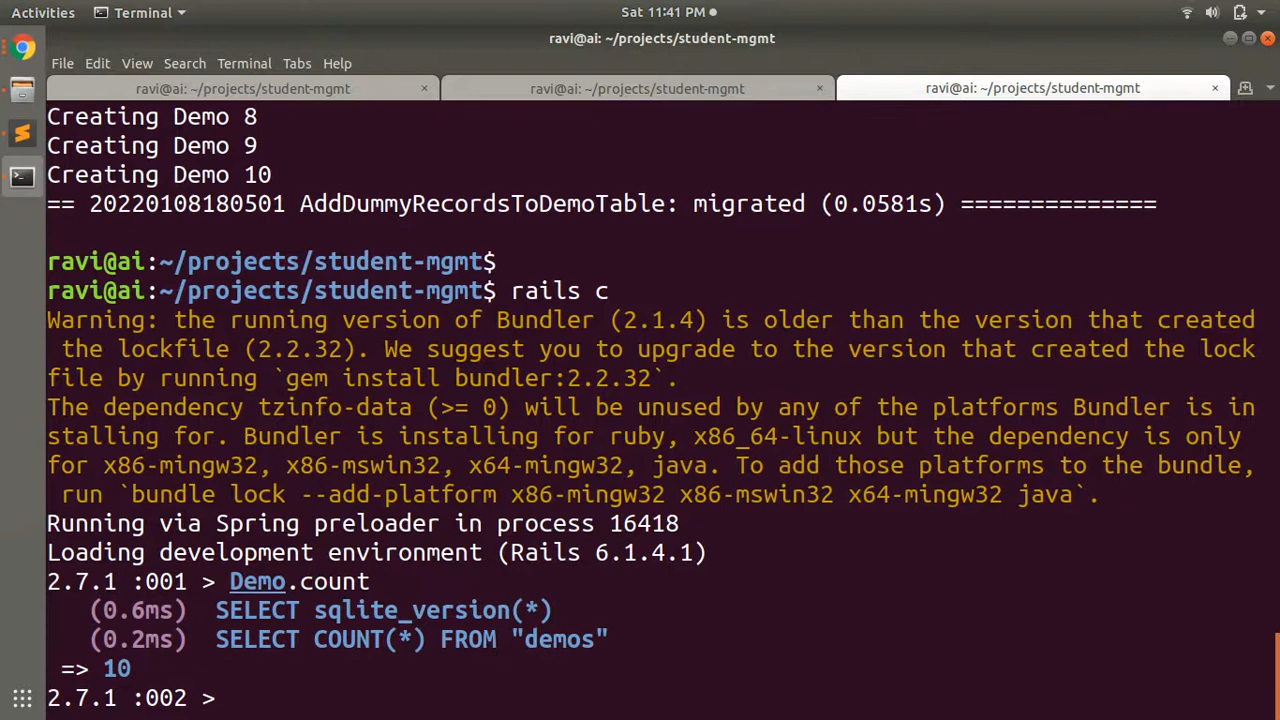 Activities Terminal Sat 11:41 PM
ravi@ai: ~/projects/student-mgmt
File Edit View Search Terminal Tabs Help
ravi@ai: ~/projects/student-mgmt × ravi@ai: ~/projects/student-mgmt × ravi@ai: ~/projects/student-mgmt ×
Creating Demo 8
Creating Demo 9
Creating Demo 10
== 20220108180501 AddDummyRecordsToDemoTable: migrated (0.0581s) ==============
ravi@ai:~/projects/student-mgmt$
ravi@ai:~/projects/student-mgmt$ rails c
Warning: the running version of Bundler (2.1.4) is older than the version that created
 the lockfile (2.2.32). We suggest you to upgrade to the version that created the lock
file by running `gem install bundler:2.2.32`.
The dependency tzinfo-data (>= 0) will be unused by any of the platforms Bundler is in
stalling for. Bundler is installing for ruby, x86_64-linux but the dependency is only
for x86-mingw32, x86-mswin32, x64-mingw32, java. To add those platforms to the bundle,
 run `bundle lock --add-platform x86-mingw32 x86-mswin32 x64-mingw32 java`.
Running via Spring preloader in process 16418
Loading development environment (Rails 6.1.4.1)
2.7.1 :001 > Demo.count
   (0.6ms)  SELECT sqlite_version(*)
   (0.2ms)  SELECT COUNT(*) FROM "demos"
 => 10
2.7.1 :002 >